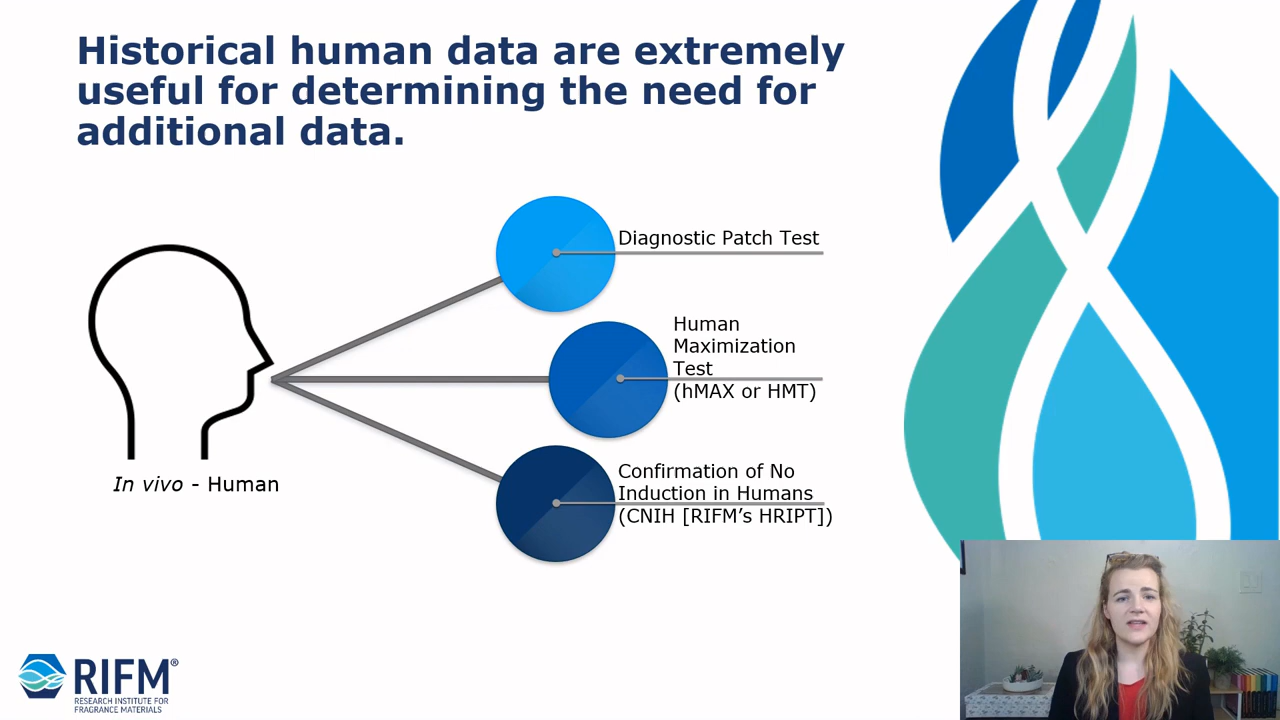 Historical human data are extremely
useful for determining the need for
additional data.
Diagnostic Patch Test
Human
Maximization
Test
(hMAX or HMT)
Confirmation of No
Induction in Humans
(CNIH [RIFM’s HRIPT])
In vivo - Human
RIFM®
RESEARCH INSTITUTE FOR
FRAGRANCE MATERIALS